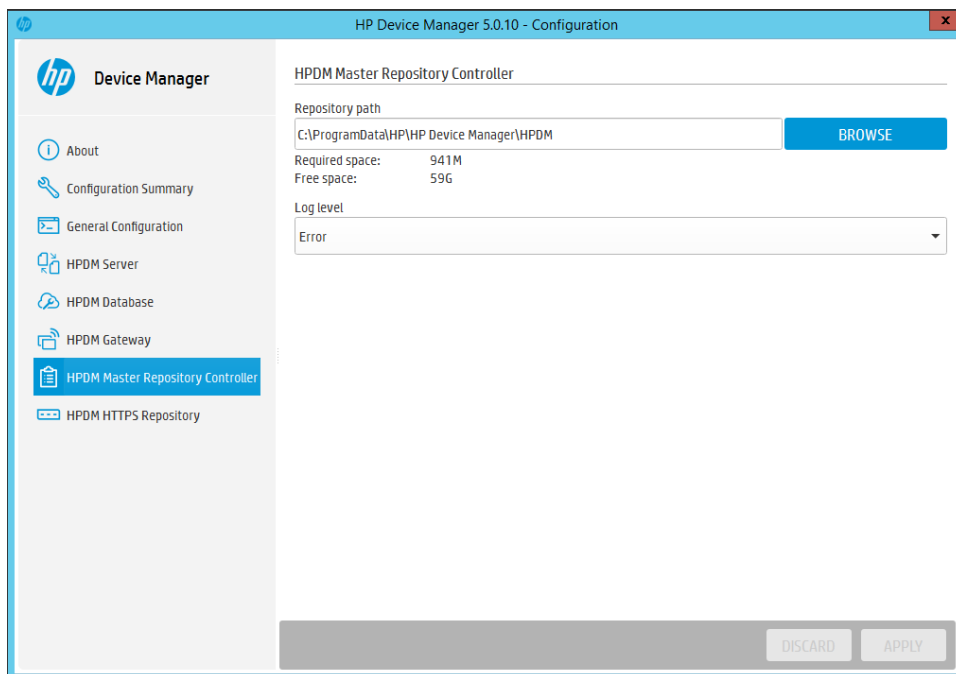 hp
HP Device Manager 5.0.10 - Configuration
x
hp
Device Manager
About
Configuration Summary
General Configuration
HPDM Server
HPDM Database
HPDM Gateway
HPDM Master Repository Controller
HPDM HTTPS Repository
HPDM Master Repository Controller
Repository path
C:\ProgramData\HP\HP Device Manager\HPDM
BROWSE
Required space: 941M
Free space: 59G
Log level
Error
DISCARD
APPLY